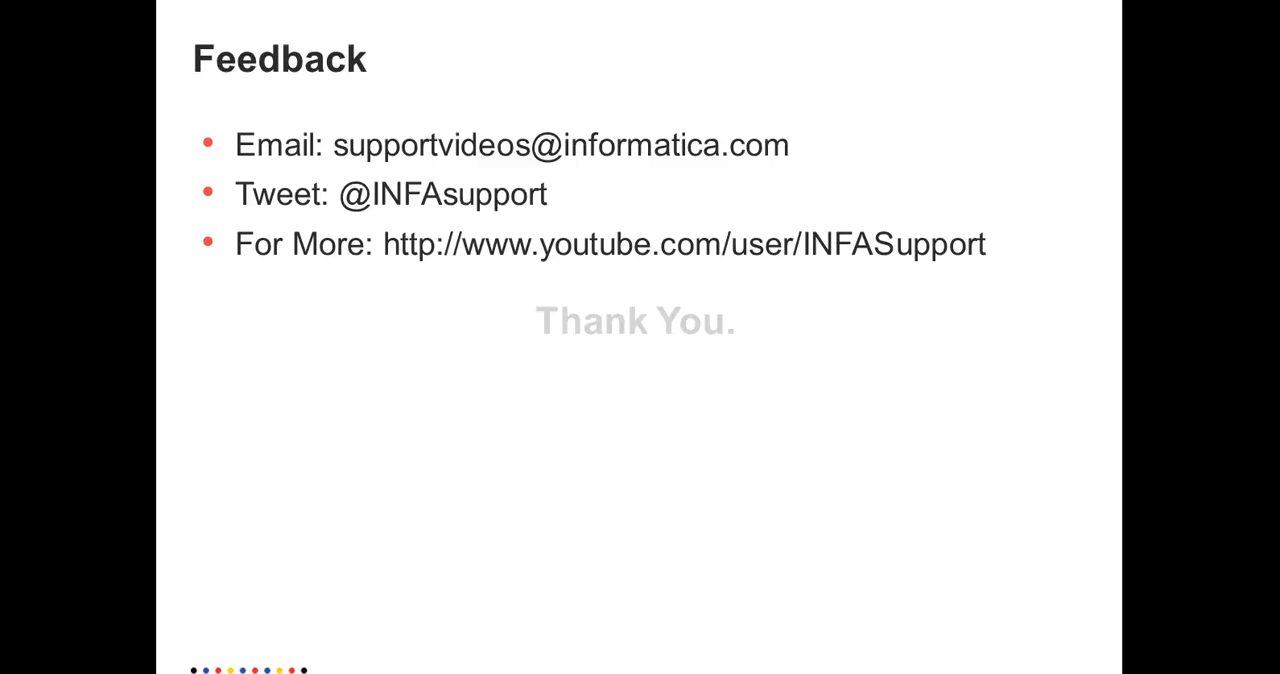 Feedback
• Email: supportvideos@informatica.com
• Tweet: @INFAsupport
• For More: http://www.youtube.com/user/INFASupport
Thank You.